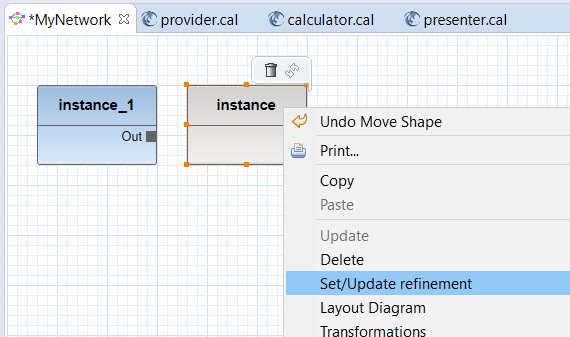 *MyNetwork
provider.cal
calculator.cal
presenter.cal
instance_1
Out
instance
Undo Move Shape
Print...
Copy
Paste
Update
Delete
Set/Update refinement
Layout Diagram
Transformations